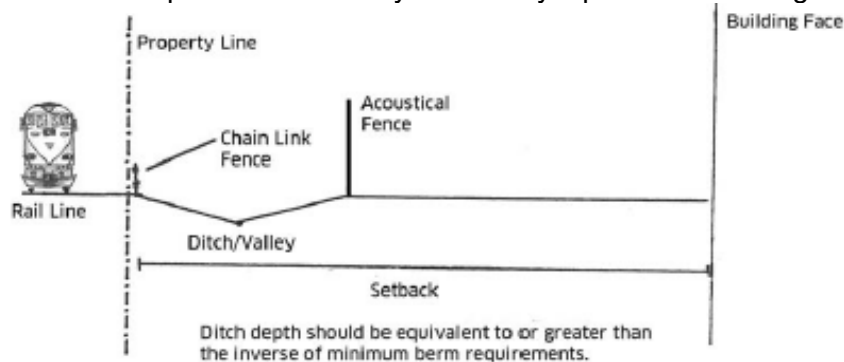 Building Face
Property Line
Acoustical
Fence
Chain Link
Fence
Rail Line
Ditch/Valley
Setback
Ditch depth should be equivalent to or greater than
the inverse of minimum berm requirements.